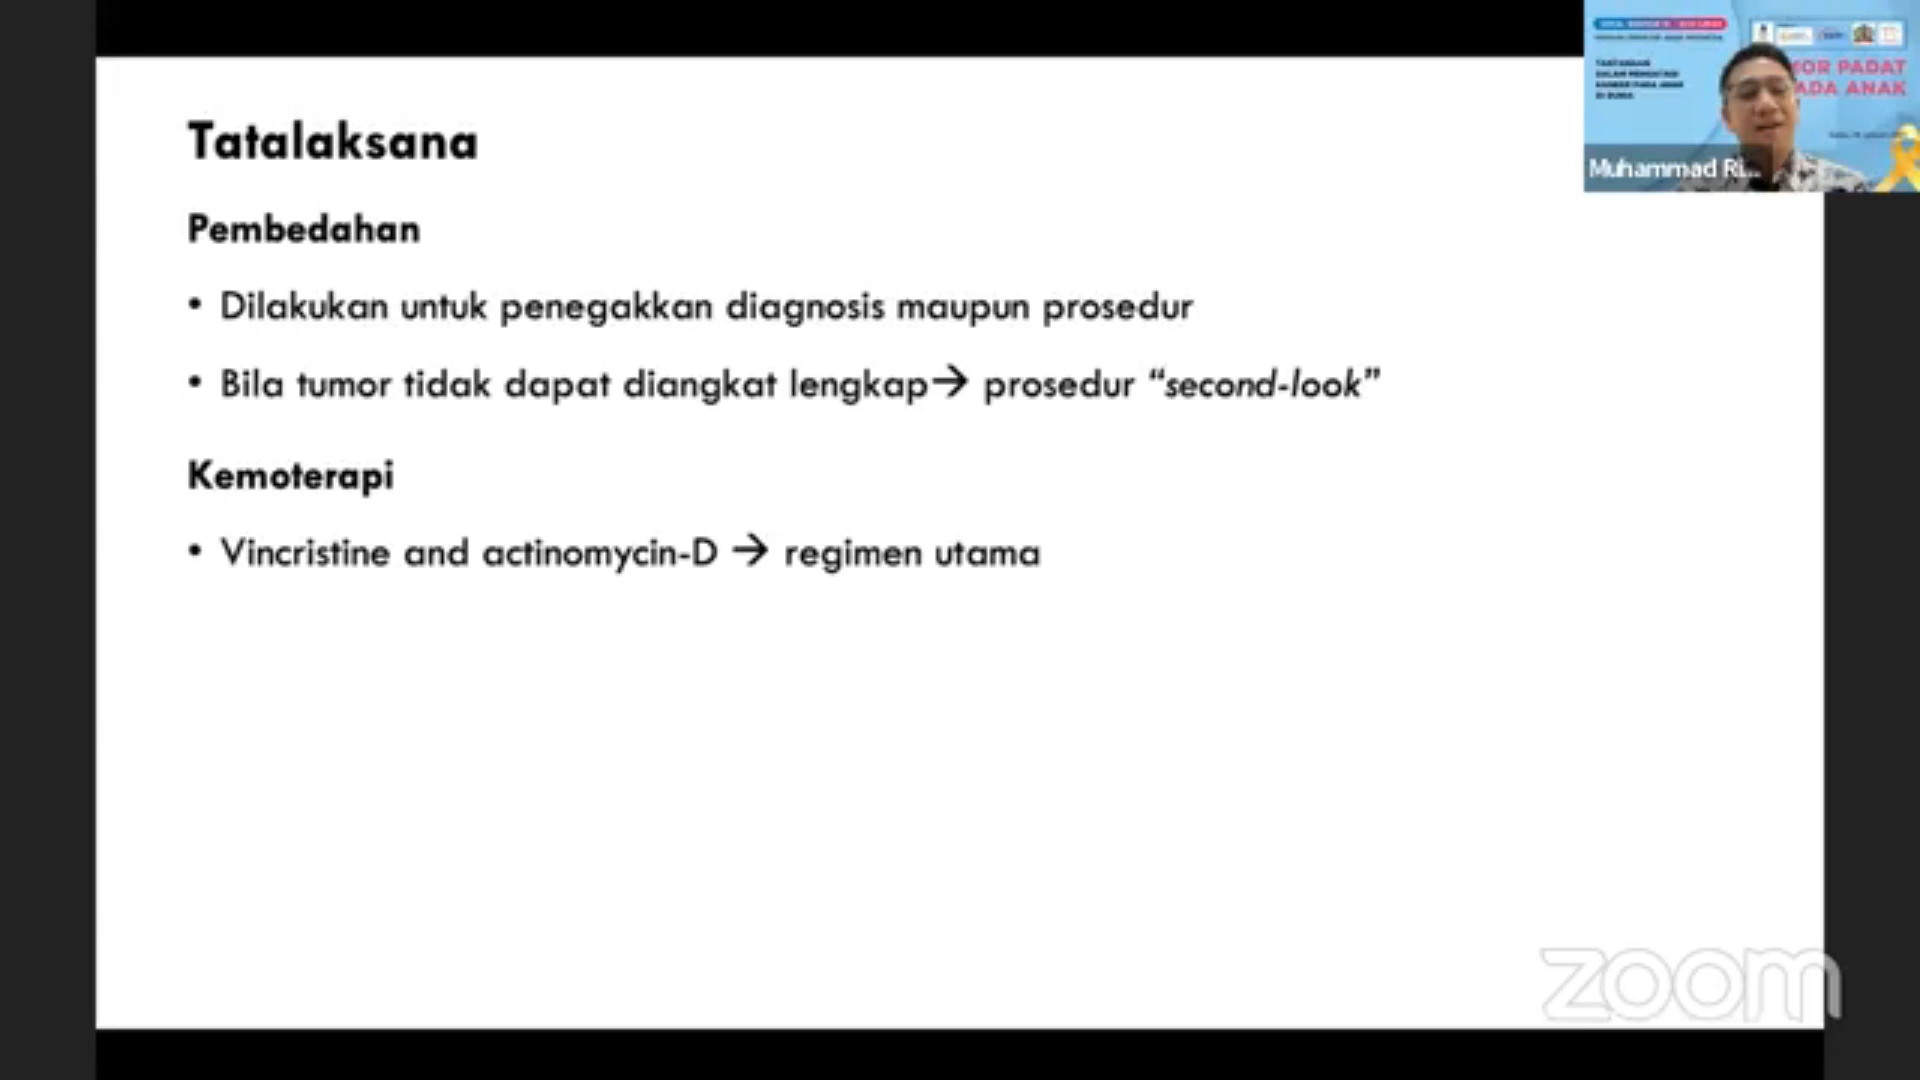 Tatalaksana
Pembedahan
• Dilakukan untuk penegakkan diagnosis maupun prosedur
• Bila tumor tidak dapat diangkat lengkap→ prosedur “second-look”
Kemoterapi
• Vincristine and actinomycin-D → regimen utama
MOR PADAT
ADA ANAK
Muhammad Ri...
zoom